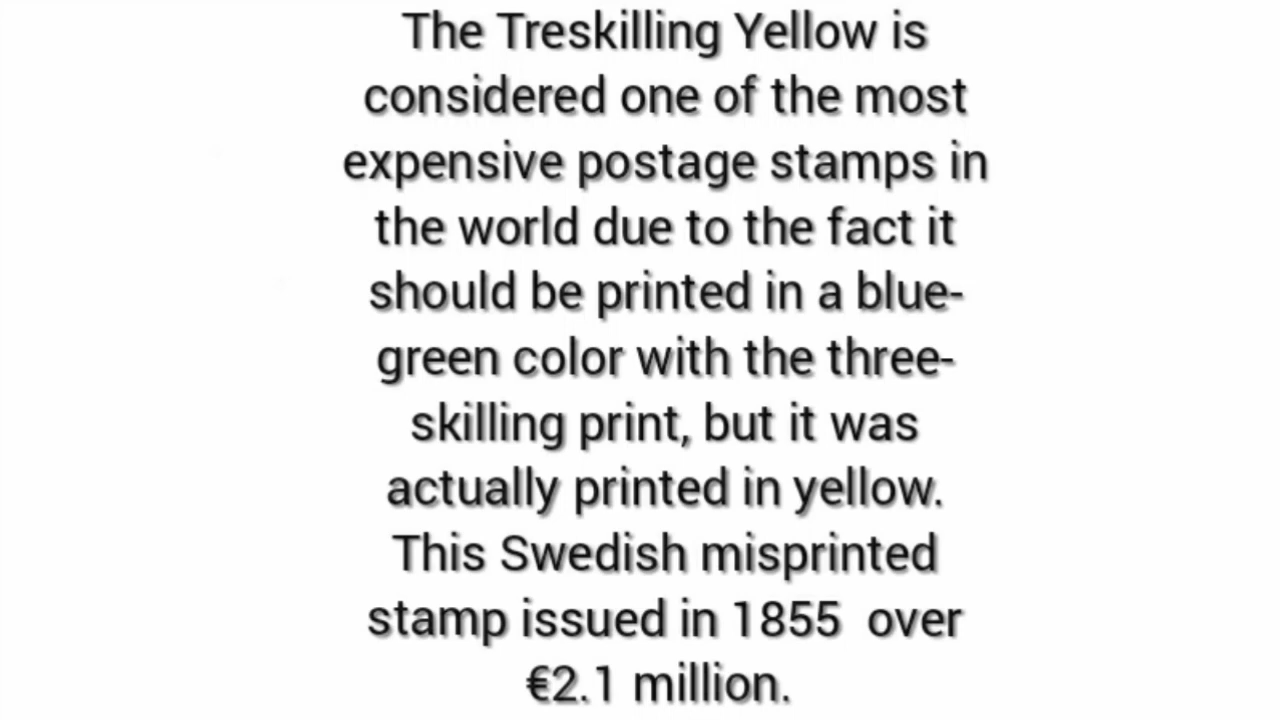 The Treskilling Yellow is
considered one of the most
expensive postage stamps in
the world due to the fact it
should be printed in a blue-
green color with the three-
skilling print, but it was
actually printed in yellow.
This Swedish misprinted
stamp issued in 1855  over
€2.1 million.